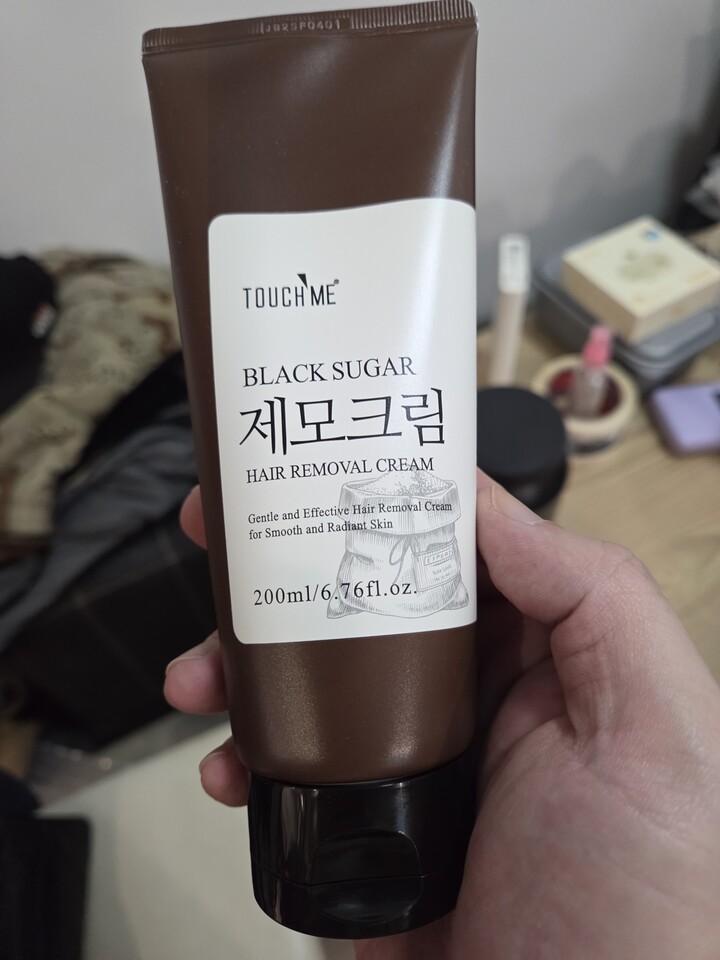 TOUCH'ME
BLACK SUGAR
제모크림
HAIR REMOVAL CREAM
Gentle and Effective Hair Removal Cream
for Smooth and Radiant Skin
200ml/6.76fl.oz.